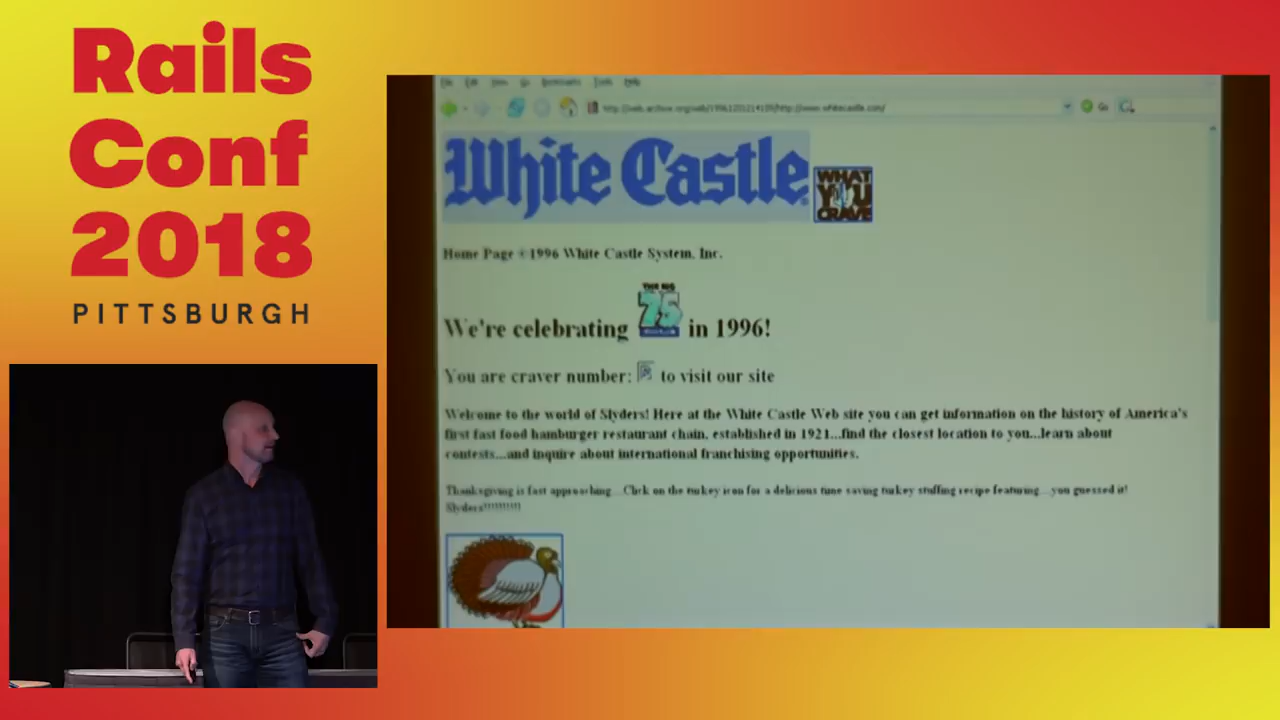 Rails
Conf
2018
PITTSBURGH
White Castle
WHAT
YOU
CRAVE
Home Page ©1996 White Castle System, Inc.
We're celebrating 75 in 1996!
You are craver number: to visit our site
Welcome to the world of Slyders! Here at the White Castle Web site you can get information on the history of America's
first fast food hamburger restaurant chain, established in 1921...find the closest location to you...learn about
contests...and inquire about international franchising opportunities.
Thanksgiving is fast approaching....Click on the turkey icon for a delicious time saving turkey stuffing recipe featuring....you guessed it!
Slyders!!!!!!!!!!